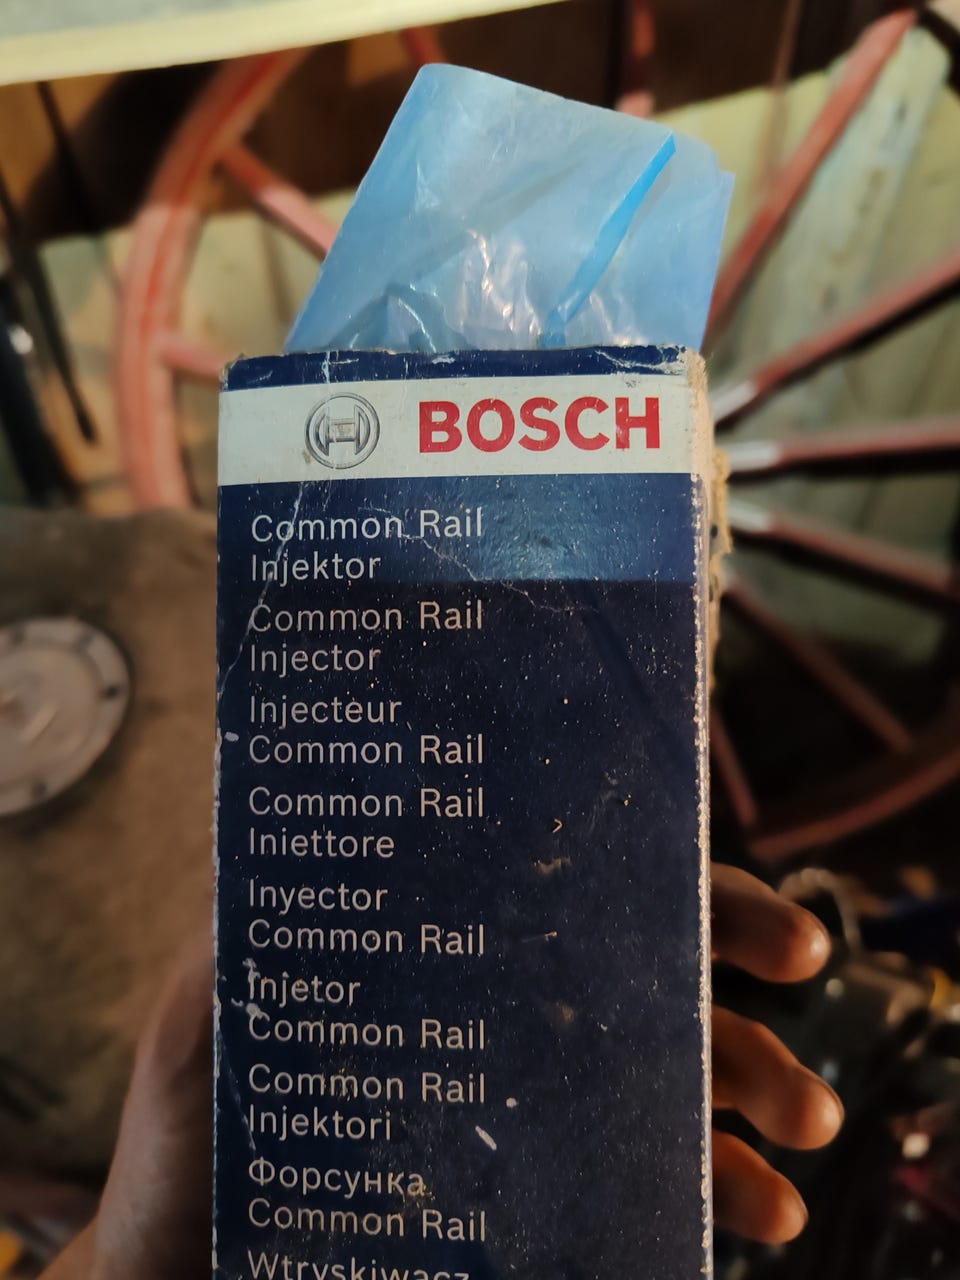 BOSCH
Common Rail
Injektor
Common Rail
Injector
Injecteur
Common Rail
Common Rail
Iniettore
Inyector
Common Rail
Injetor
Common Rail
Common Rail
Injektori
Форсунка
Common Rail
Wtryskiwacz